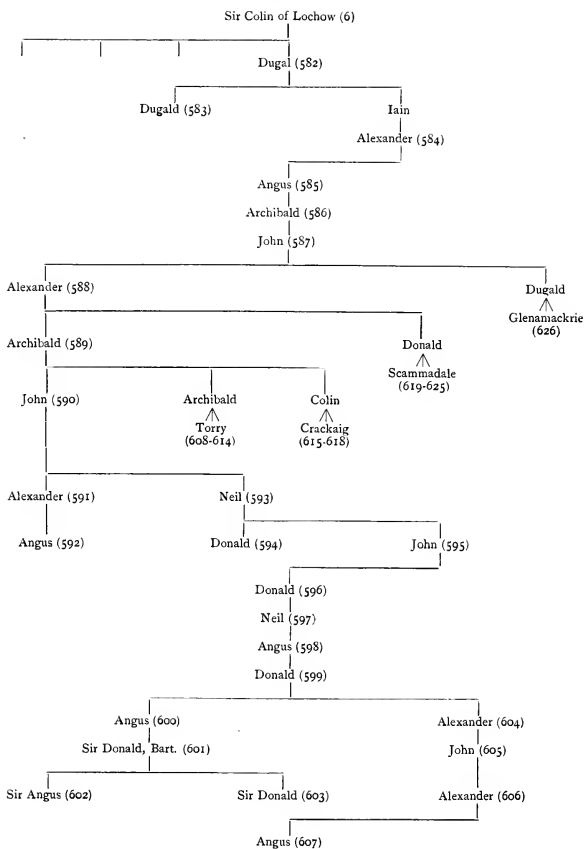 Sir Colin of Lochow (6)
Dugal (582)
Dugald (583) Iain
Alexander (584)
Angus (585)
Archibald (586)
John (587)
Alexander (588) Dugald
Glenamackrie
(626)
Archibald (589) Donald
Scammadale
(619-625)
John (590) Archibald Colin
Torry Crackaig
(608-614) (615-618)
Alexander (591) Neil (593)
Angus (592) Donald (594) John (595)
Donald (596)
Neil (597)
Angus (598)
Donald (599)
Angus (600) Alexander (604)
Sir Donald, Bart. (601) John (605)
Sir Angus (602) Sir Donald (603) Alexander (606)
Angus (607)